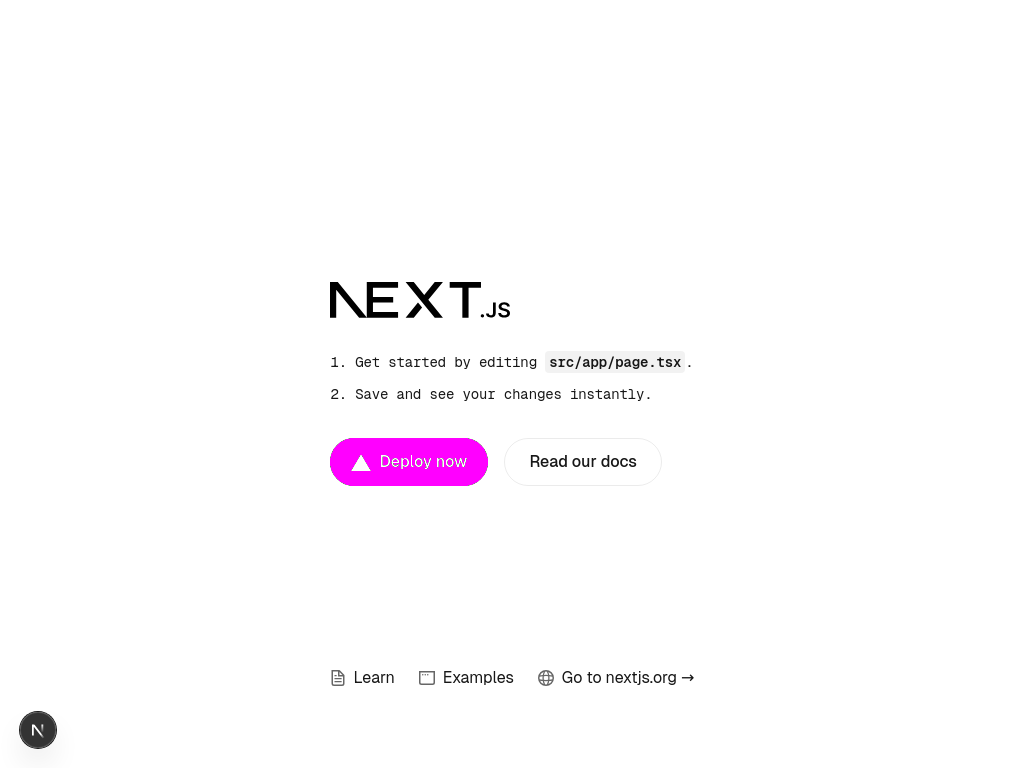 NEXT.JS
1. Get started by editing src/app/page.tsx.
2. Save and see your changes instantly.
Deploy now
Read our docs
Learn
Examples
Go to nextjs.org →
N